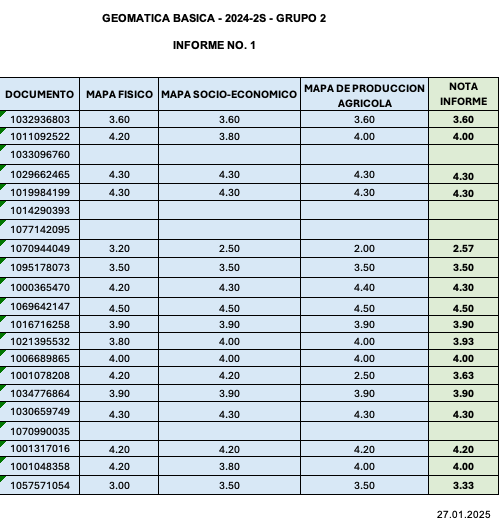 GEOMATICA BASICA - 2024-2S - GRUPO 2
INFORME NO. 1
DOCUMENTO MAPA FISICO MAPA SOCIO-ECONOMICO MAPA DE PRODUCCION AGRICOLA NOTA INFORME
1032936803 3.60 3.60 3.60 3.60
1011092522 4.20 3.80 4.00 4.00
1033096760
1029662465 4.30 4.30 4.30 4.30
1019984199 4.30 4.30 4.30 4.30
1014290393
1077142095
1070944049 3.20 2.50 2.00 2.57
1095178073 3.50 3.50 3.50 3.50
1000365470 4.20 4.30 4.40 4.30
1069642147 4.50 4.50 4.50 4.50
1016716258 3.90 3.90 3.90 3.90
1021395532 3.80 4.00 4.00 3.93
1006689865 4.00 4.00 4.00 4.00
1001078208 4.20 4.20 2.50 3.63
1034776864 3.90 3.90 3.90 3.90
1030659749 4.30 4.30 4.30 4.30
1070990035
1001317016 4.20 4.20 4.20 4.20
1001048358 4.20 3.80 4.00 4.00
1057571054 3.00 3.50 3.50 3.33
27.01.2025